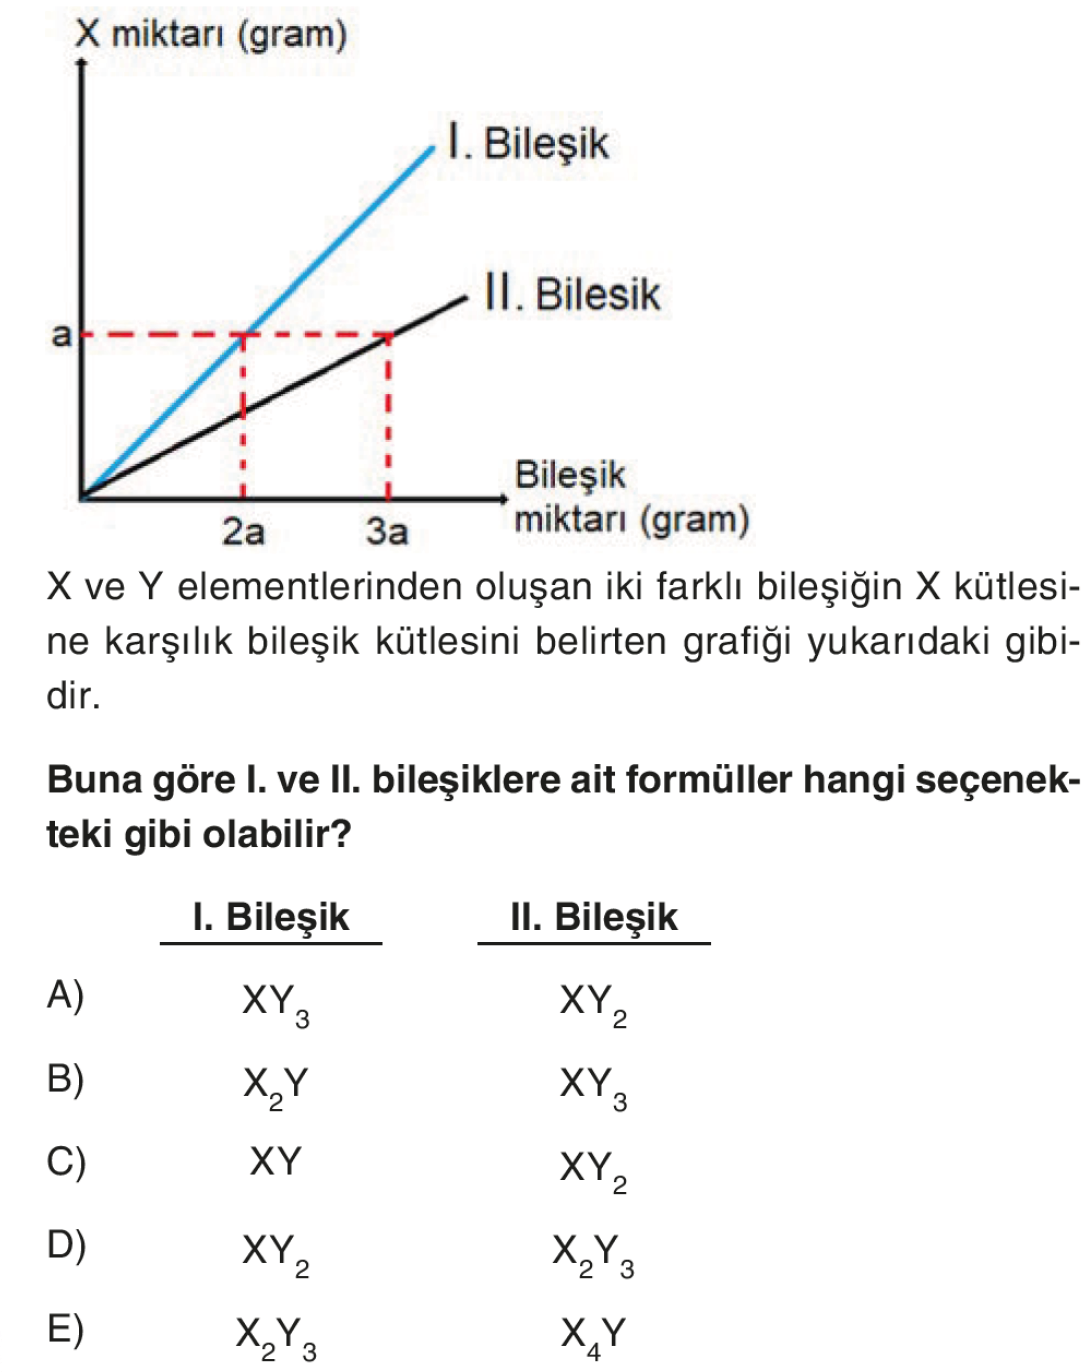 X miktarı (gram)
I. Bileşik
II. Bilesik
a
Bileşik
miktarı (gram)
2a 3a
X ve Y elementlerinden oluşan iki farklı bileşiğin X kütlesi-
ne karşılık bileşik kütlesini belirten grafiği yukarıdaki gibi-
dir.
Buna göre I. ve II. bileşiklere ait formüller hangi seçenek-
teki gibi olabilir?
I. Bileşik II. Bileşik
A) XY₃ XY₂
B) X₂Y XY₃
C) XY XY₂
D) XY₂ X₂Y₃
E) X₂Y₃ X₄Y